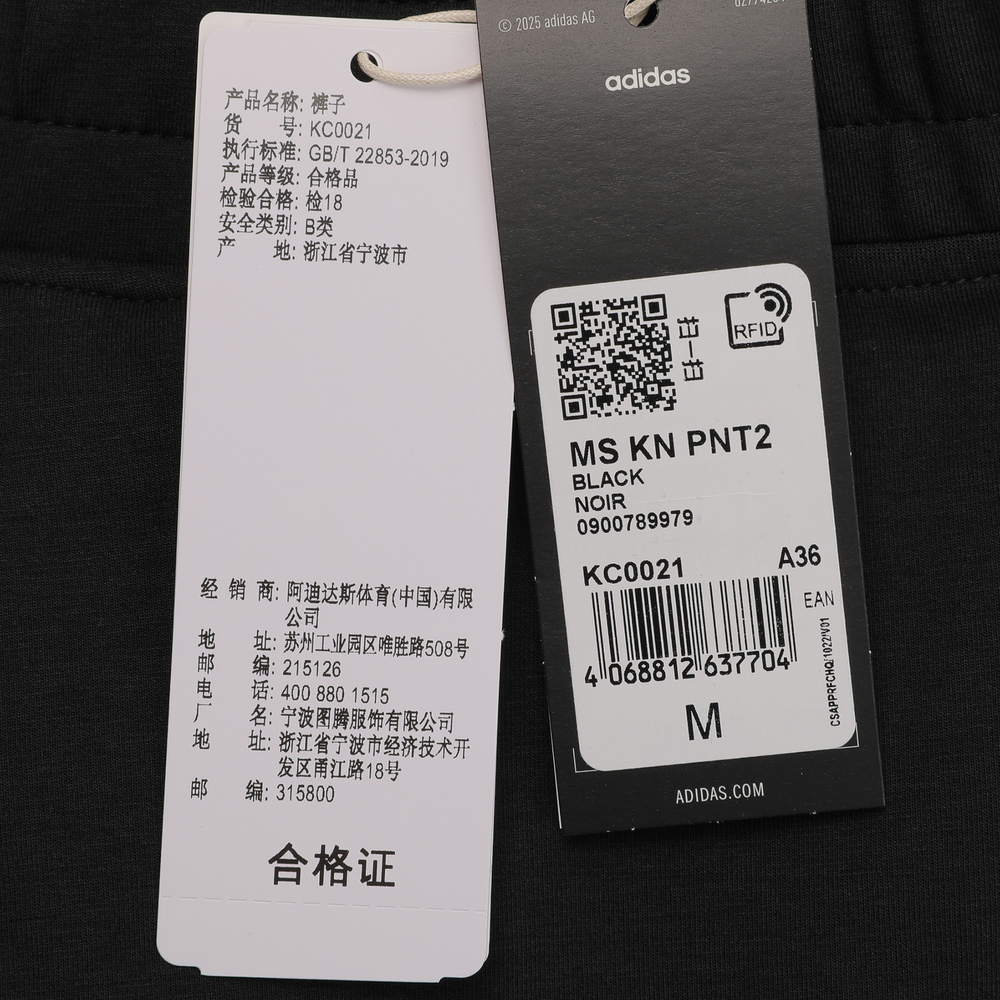 产品名称: 裤子
货 号: KC0021
执行标准: GB/T 22853-2019
产品等级: 合格品
检验合格: 检18
安全类别: B类
产 地: 浙江省宁波市
经 销 商: 阿迪达斯体育(中国)有限
公司
地 址: 苏州工业园区唯胜路508号
邮 编: 215126
电 话: 400 880 1515
厂 名: 宁波图腾服饰有限公司
地 址: 浙江省宁波市经济技术开
发区甬江路18号
邮 编: 315800
合格证
© 2025 adidas AG
adidas
扫一扫
RFID
MS KN PNT2
BLACK
NOIR
0900789979
KC0021 A36
EAN
4 068812 637704
CSAPPRFCHQ/1022/V01
M
ADIDAS.COM